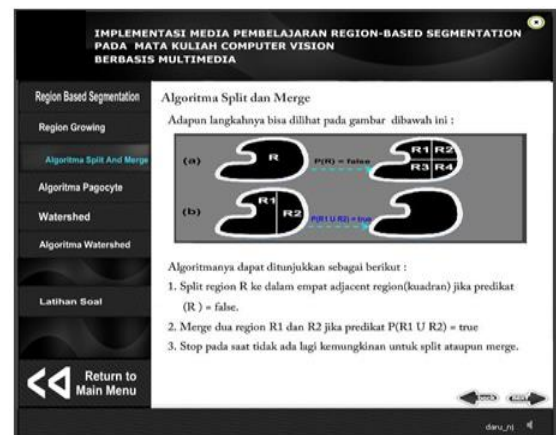 IMPLEMENTASI MEDIA PEMBELAJARAN REGION-BASED SEGMENTATION
PADA MATA KULIAH COMPUTER VISION
BERBASIS MULTIMEDIA
Region Based Segmentation
Region Growing
Algoritma Split And Merge
Algoritma Pagocyte
Watershed
Algoritma Watershed
Latihan Soal
Return to
Main Menu
Algoritma Split dan Merge
Adapun langkahnya bisa dilihat pada gambar dibawah ini :
(a)
R
P(R) = false
R1 R2
R3 R4
(b)
R1
R2
P(R1 U R2) = true
Algoritmanya dapat ditunjukkan sebagai berikut :
1. Split region R ke dalam empat adjacent region(kuadran) jika predikat
(R ) = false.
2. Merge dua region R1 dan R2 jika predikat P(R1 U R2) = true
3. Stop pada saat tidak ada lagi kemungkinan untuk split ataupun merge.
back
next
daru_nj